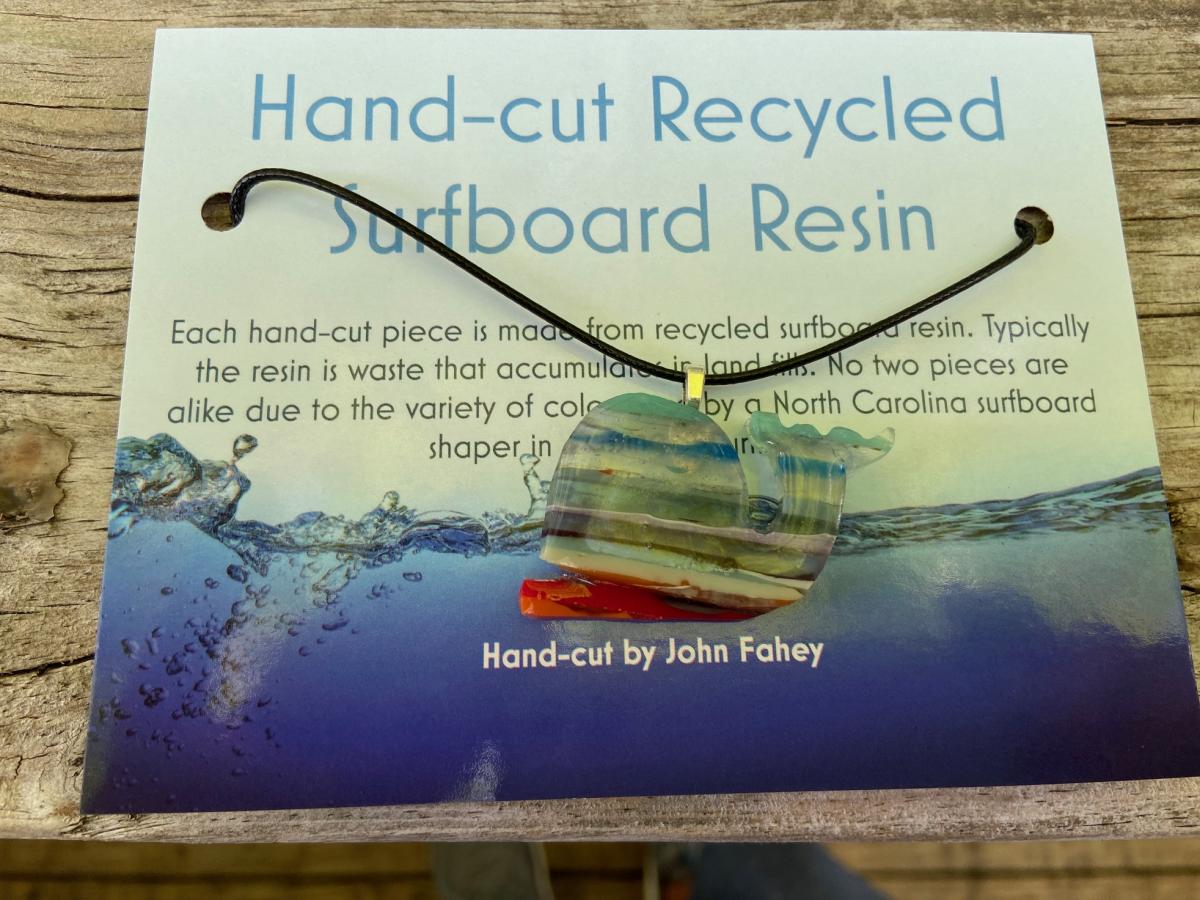 Hand-cut Recycled
Surfboard Resin
Each hand-cut piece is made from recycled surfboard resin. Typically
the resin is waste that accumulates in land fills. No two pieces are
alike due to the variety of by a North Carolina surfboard
shaper in
Hand-cut by John Fahey